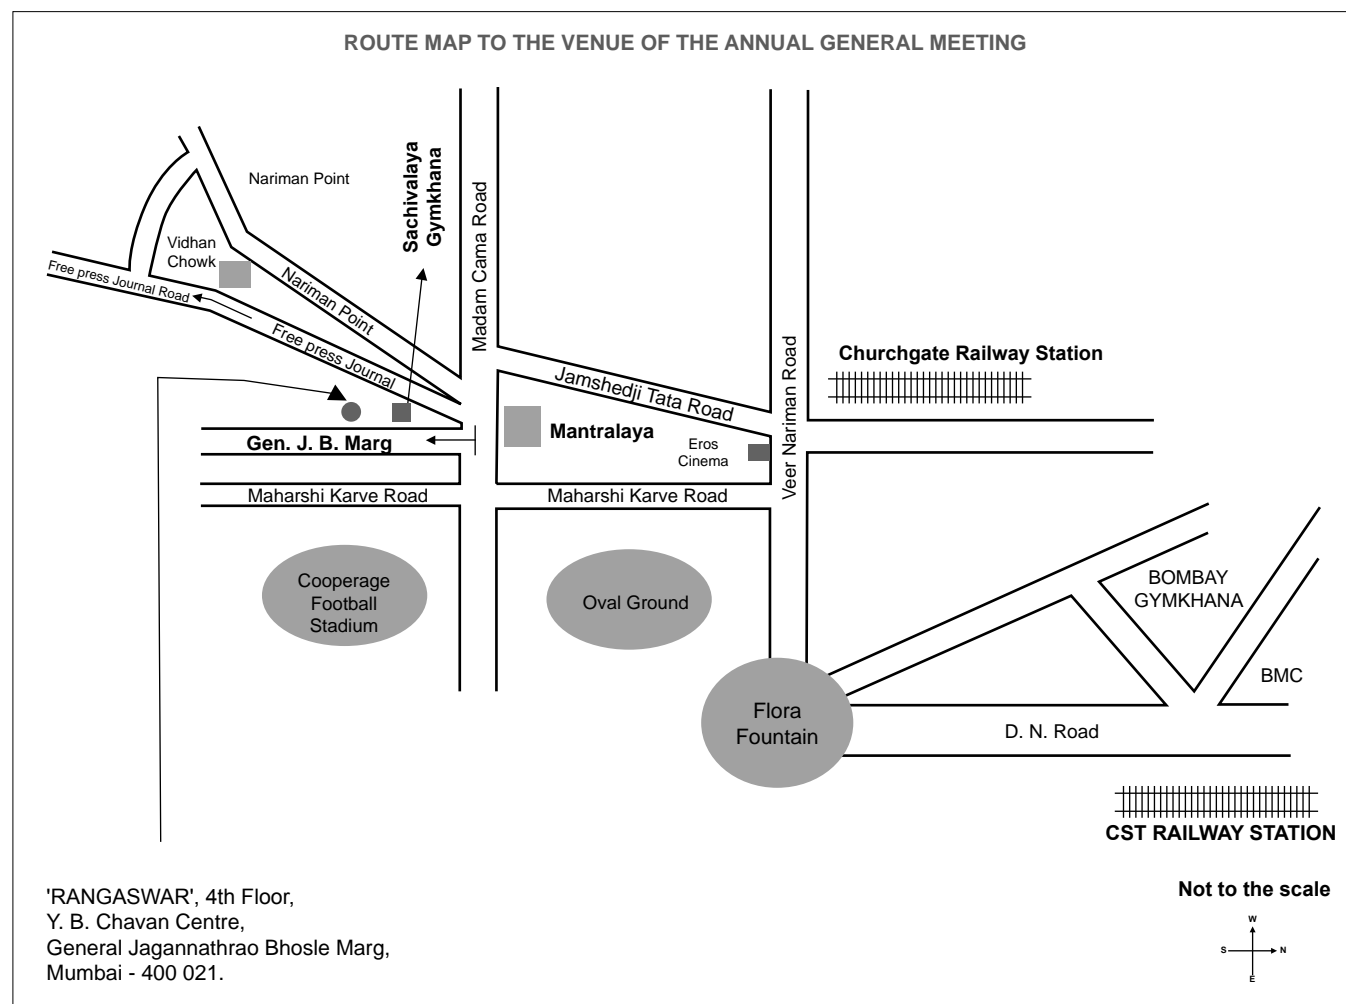 ROUTE MAP TO THE VENUE OF THE ANNUAL GENERAL MEETING
Nariman Point
Sachivalaya
Gymkhana
Madam Cama Road
Vidhan
Chowk
Nariman Point
Free press Journal Road
Free press Journal
Jamshedji Tata Road
Veer Nariman Road
Churchgate Railway Station
Gen. J. B. Marg
Mantralaya
Eros
Cinema
Maharshi Karve Road
Maharshi Karve Road
Cooperage
Football
Stadium
Oval Ground
BOMBAY
GYMKHANA
BMC
Flora
Fountain
D. N. Road
CST RAILWAY STATION
'RANGASWAR', 4th Floor,
Y. B. Chavan Centre,
General Jagannathrao Bhosle Marg,
Mumbai - 400 021.
Not to the scale
W
S
N
E